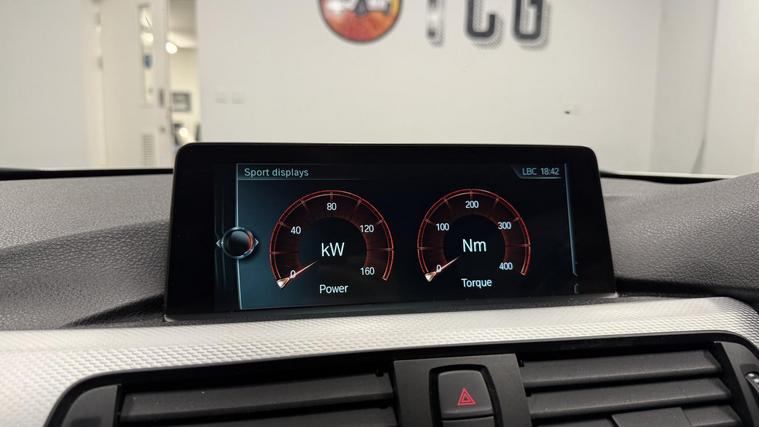 TCG
Sport displays
LBC 18:42
80
40
120
kW
0
160
Power
200
100
300
Nm
0
400
Torque